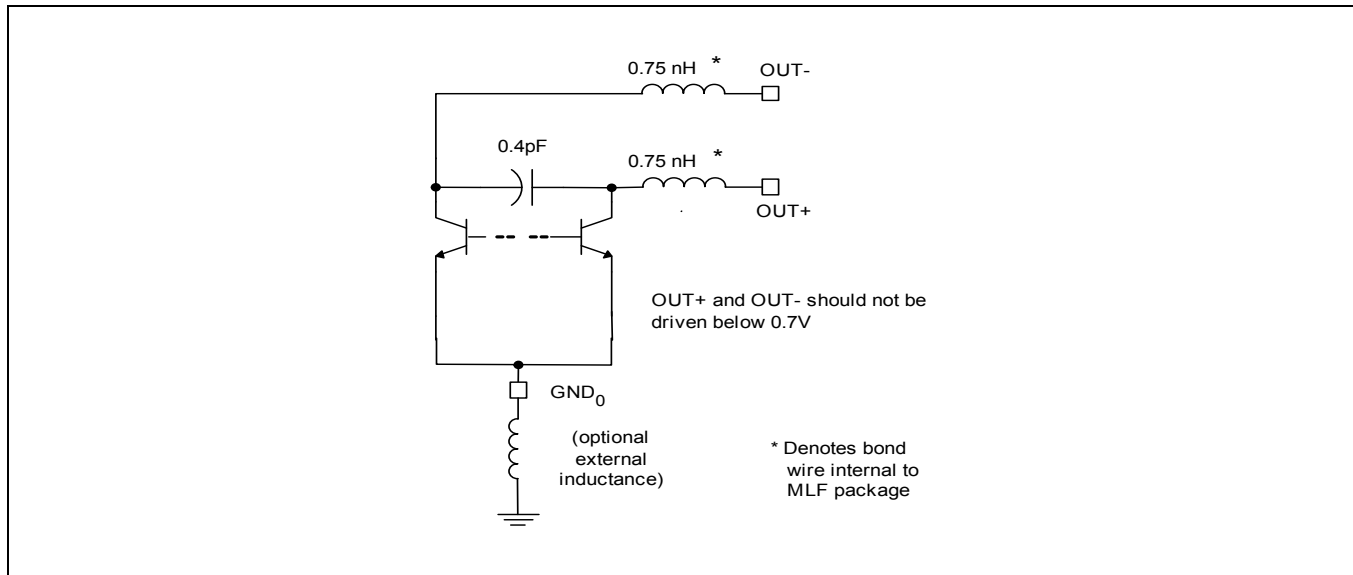 0.75 nH *
OUT-
0.4pF
0.75 nH *
OUT+
OUT+ and OUT- should not be
driven below 0.7V
GND0
(optional
external
inductance)
* Denotes bond
wire internal to
MLF package